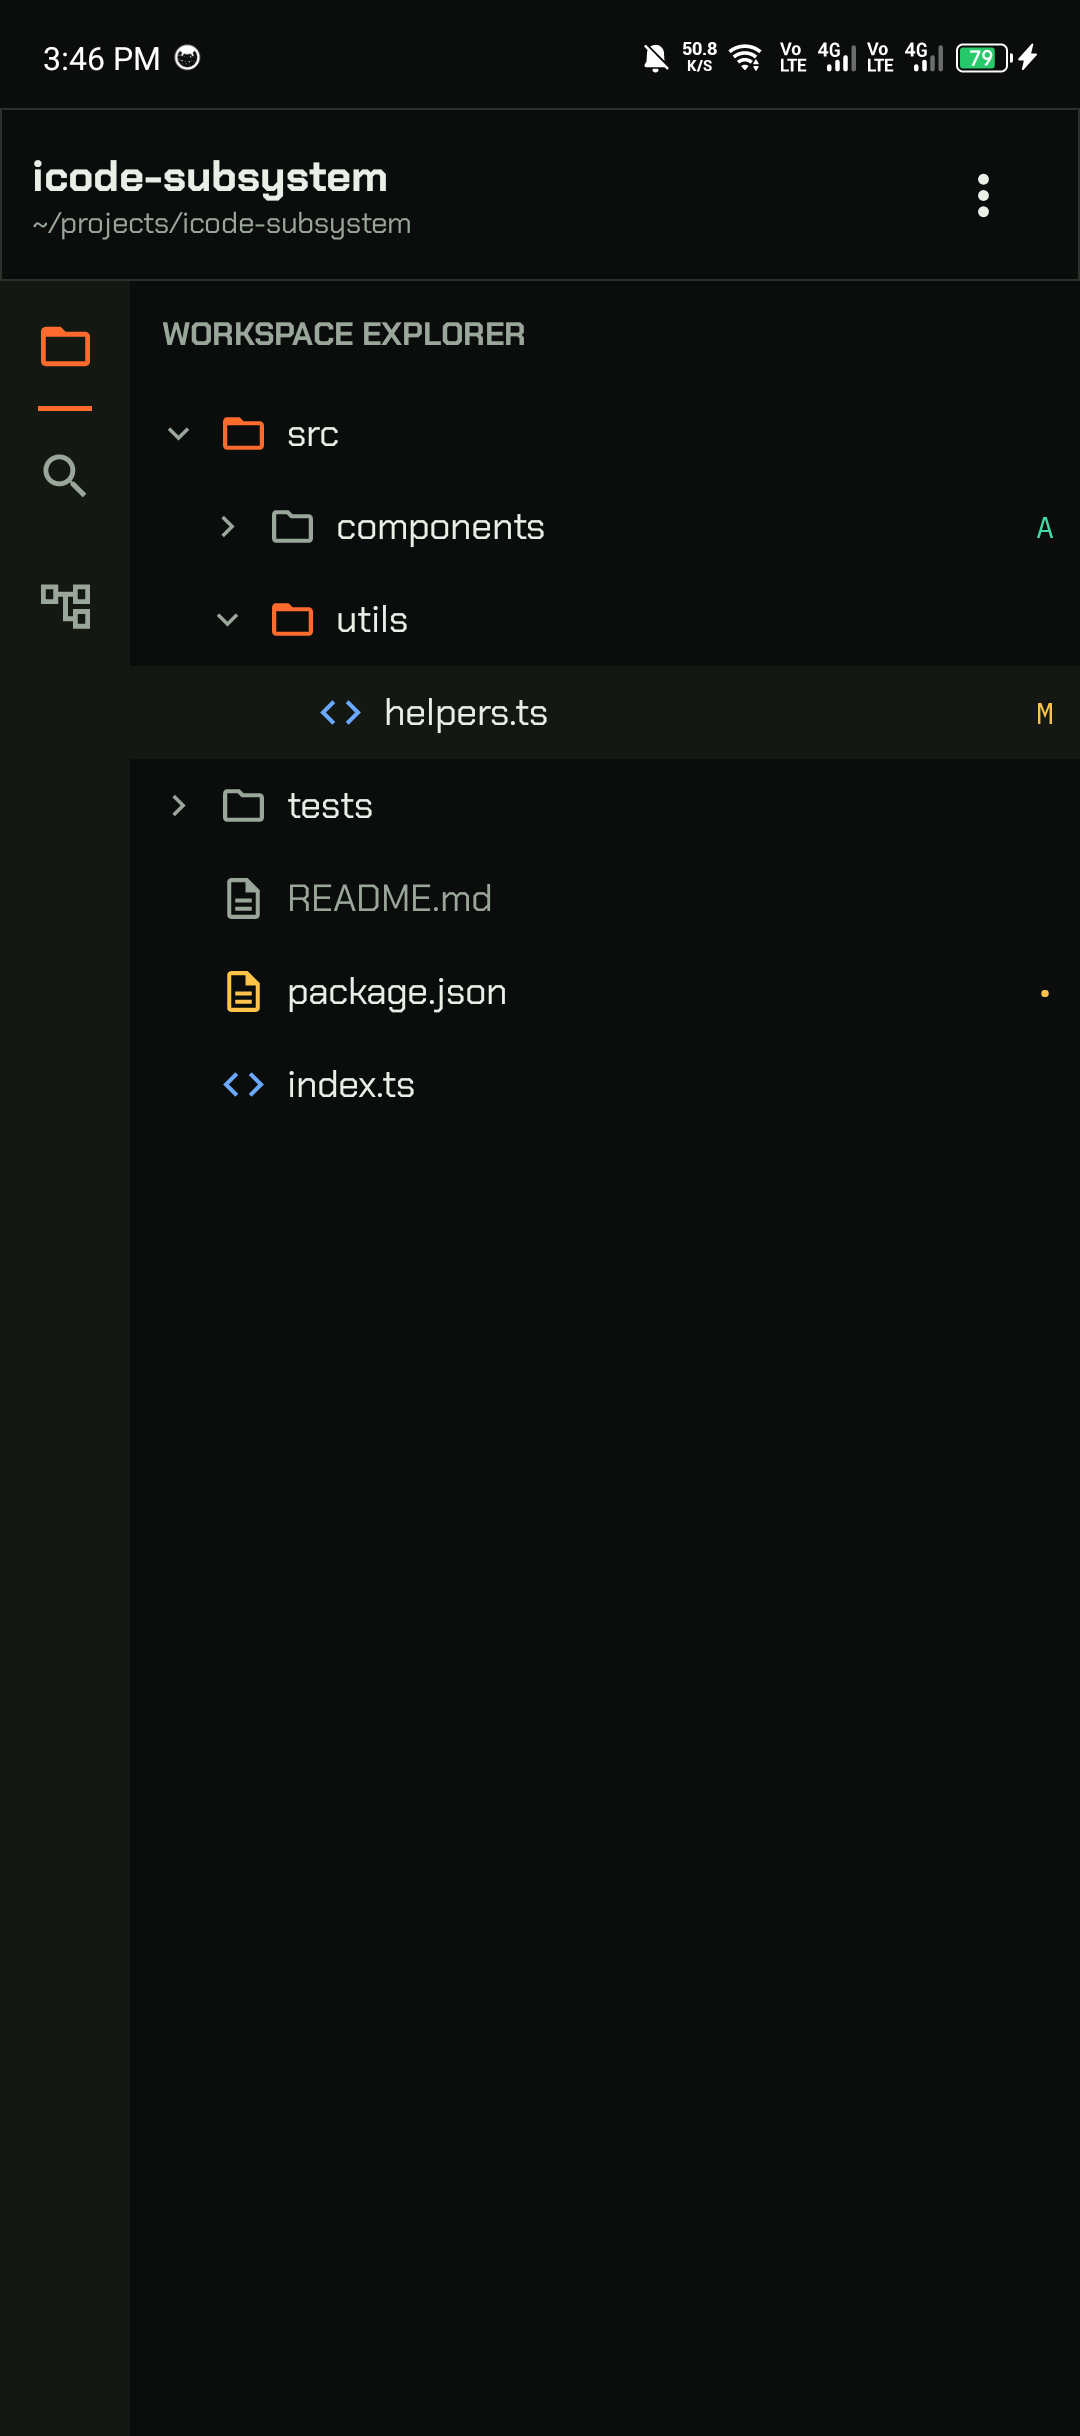 3:46 PM
50.8 K/S
Vo LTE 4G
Vo LTE 4G
79
icode-subsystem
~/projects/icode-subsystem
WORKSPACE EXPLORER
src
components A
utils
helpers.ts M
tests
README.md
package.json
index.ts